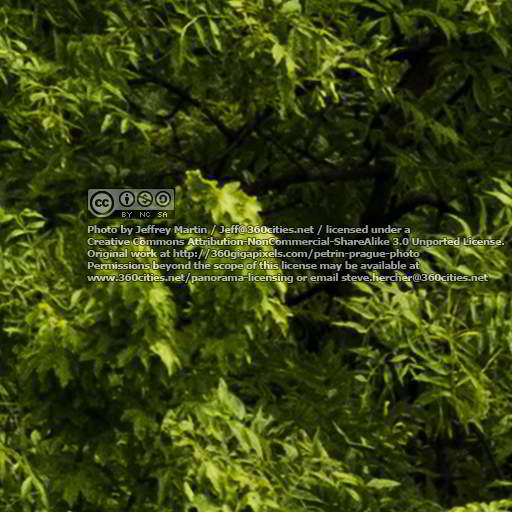 cc BY NC SA
Photo by Jeffrey Martin / Jeff@360cities.net / licensed under a
Creative Commons Attribution-NonCommercial-ShareAlike 3.0 Unported License.
Original work at http://360gigapixels.com/petrin-prague-photo
Permissions beyond the scope of this license may be available at
www.360cities.net/panorama-licensing or email steve.hercher@360cities.net